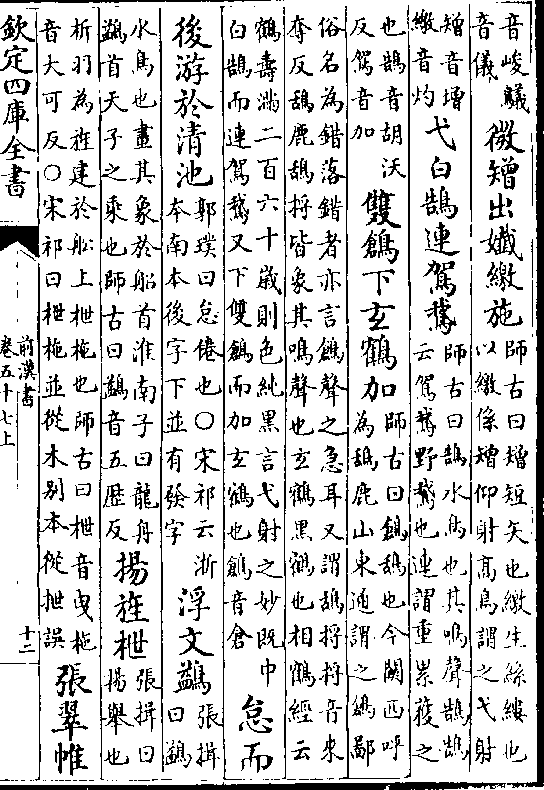 音峻鸃
音儀
微矰出孅繳施
師古曰矰短矢也繳生絲縷也
以繳係矰仰射高鳥謂之弋射
矰音增
繳音灼
弋白鵠連駕鵞
師古曰鵠水鳥也其鳴聲鵠鵠
云駕鵞野鵞也連謂重累獲之
也鵠音胡沃
反駕音加
雙鶬下玄鶴加
師古曰鶬鴰也今關西呼
為鴰鹿山東通謂之鶬鄙
俗名為錯落錯者亦言鶬聲之急耳又謂鴰捋捋音來
奪反鴰鹿鴰捋皆象其鳴聲也玄鶴黒鶴也相鶴經云
鶴壽滿二百六十歳則色純黒言弋射之妙既中
白鵠而連駕鵞又下雙鶬而加玄鶴也鶬音倉
怠而
後游於清池
郭璞曰怠倦也○宋祁云浙
本南本後字下並有發字
浮文鷁
張揖
曰鷁
水鳥也畫其象於船首淮南子曰龍舟
鷁首天子之乘也師古曰鷁音五歴反
揚旌枻
張揖曰
揚舉也
析羽為旌建於船上枻柂也師古曰枻音曳柂
音大可反○宋祁曰枻柂並從木别本從抴誤
張翠帷
欽定四庫全書
前漢書
卷五十七上
十二